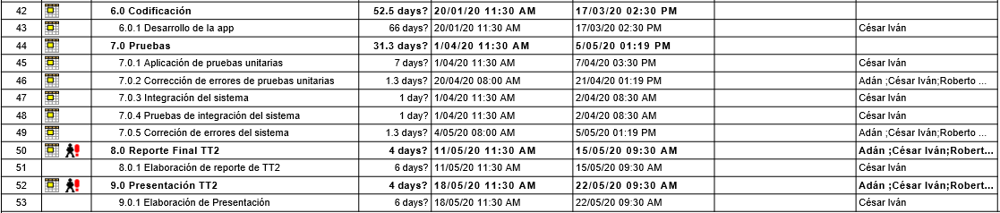 42 6.0 Codificación 52.5 days? 20/01/20 11:30 AM 17/03/20 02:30 PM
43 6.0.1 Desarrollo de la app 66 days? 20/01/20 11:30 AM 17/03/20 02:30 PM César Iván
44 7.0 Pruebas 31.3 days? 1/04/20 11:30 AM 5/05/20 01:19 PM
45 7.0.1 Aplicación de pruebas unitarias 7 days? 1/04/20 11:30 AM 7/04/20 03:30 PM César Iván
46 7.0.2 Corrección de errores de pruebas unitarias 1.3 days? 20/04/20 08:00 AM 21/04/20 01:19 PM Adán ;César Iván;Roberto ...
47 7.0.3 Integración del sistema 1 day? 1/04/20 11:30 AM 2/04/20 08:30 AM César Iván
48 7.0.4 Pruebas de integración del sistema 1 day? 1/04/20 11:30 AM 2/04/20 08:30 AM César Iván
49 7.0.5 Correción de errores del sistema 1.3 days? 4/05/20 08:00 AM 5/05/20 01:19 PM Adán ;César Iván;Roberto ...
50 8.0 Reporte Final TT2 4 days? 11/05/20 11:30 AM 15/05/20 09:30 AM Adán ;César Iván;Robert...
51 8.0.1 Elaboración de reporte de TT2 6 days? 11/05/20 11:30 AM 15/05/20 09:30 AM César Iván
52 9.0 Presentación TT2 4 days? 18/05/20 11:30 AM 22/05/20 09:30 AM Adán ;César Iván;Robert...
53 9.0.1 Elaboración de Presentación 6 days? 18/05/20 11:30 AM 22/05/20 09:30 AM César Iván